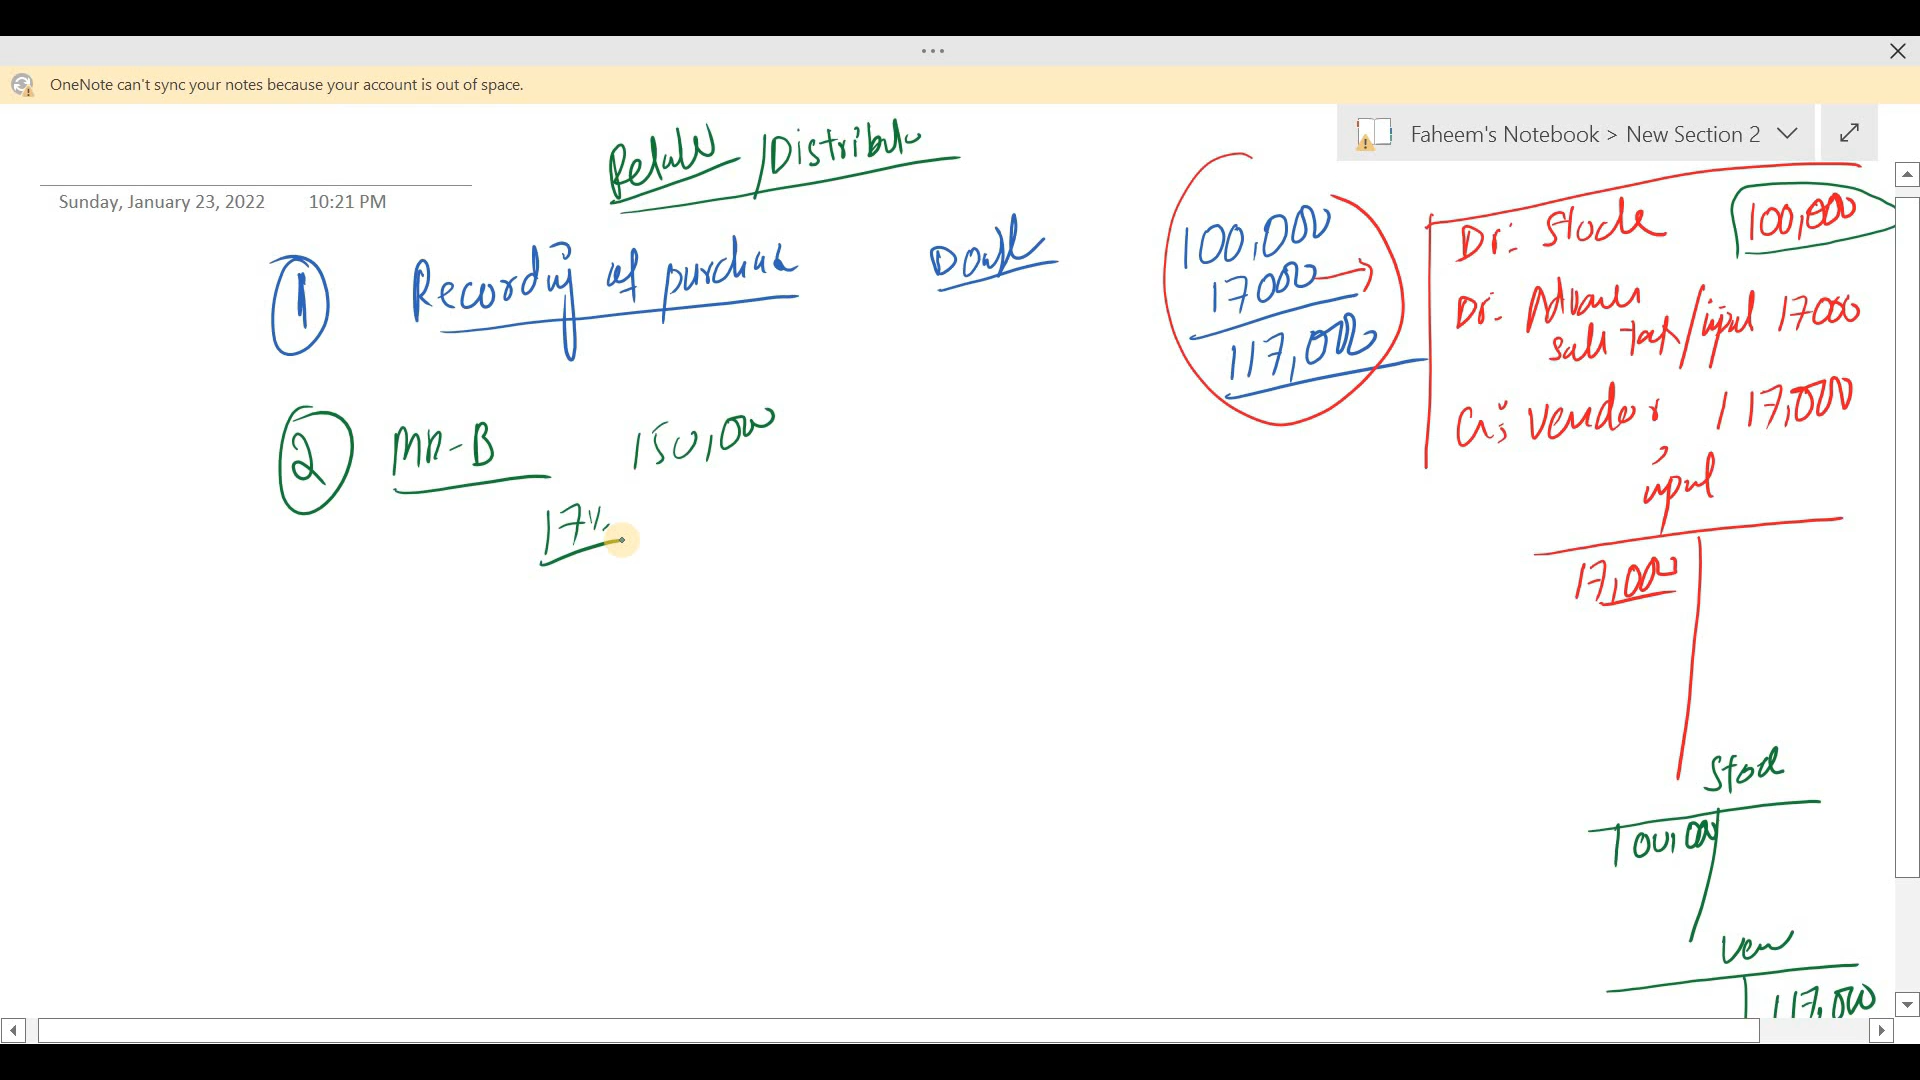 OneNote can't sync your notes because your account is out of space.
Faheem's Notebook > New Section 2
/Distributo
Sunday, January 23, 2022 10:21 PM
① Recording of purchase
100,000
17000
117,000
Dr: Stock 100,000
Dr: Advance
sale tax/input 17000
Cr: Vendor 117,000
② MR-B 150,000
17%
input
17,000
Stock
100,000
Ven
117,000